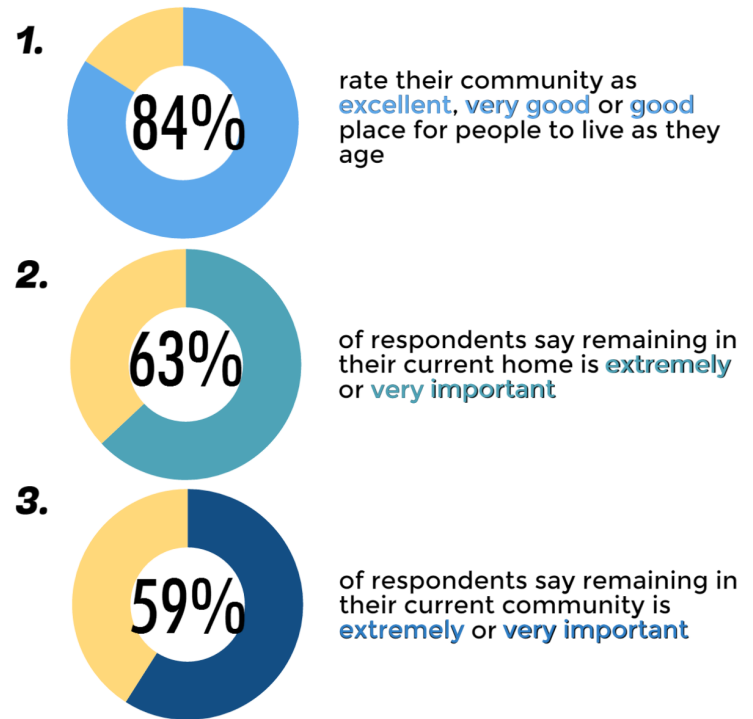 1.
84%
rate their community as
excellent, very good or good
place for people to live as they
age
2.
63%
of respondents say remaining in
their current home is extremely
or very important
3.
59%
of respondents say remaining in
their current community is
extremely or very important